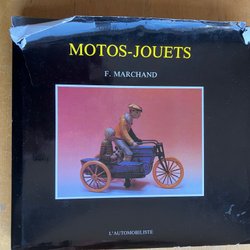 MOTOS-JOUETS
F. MARCHAND
L'AUTOMOBILISTE